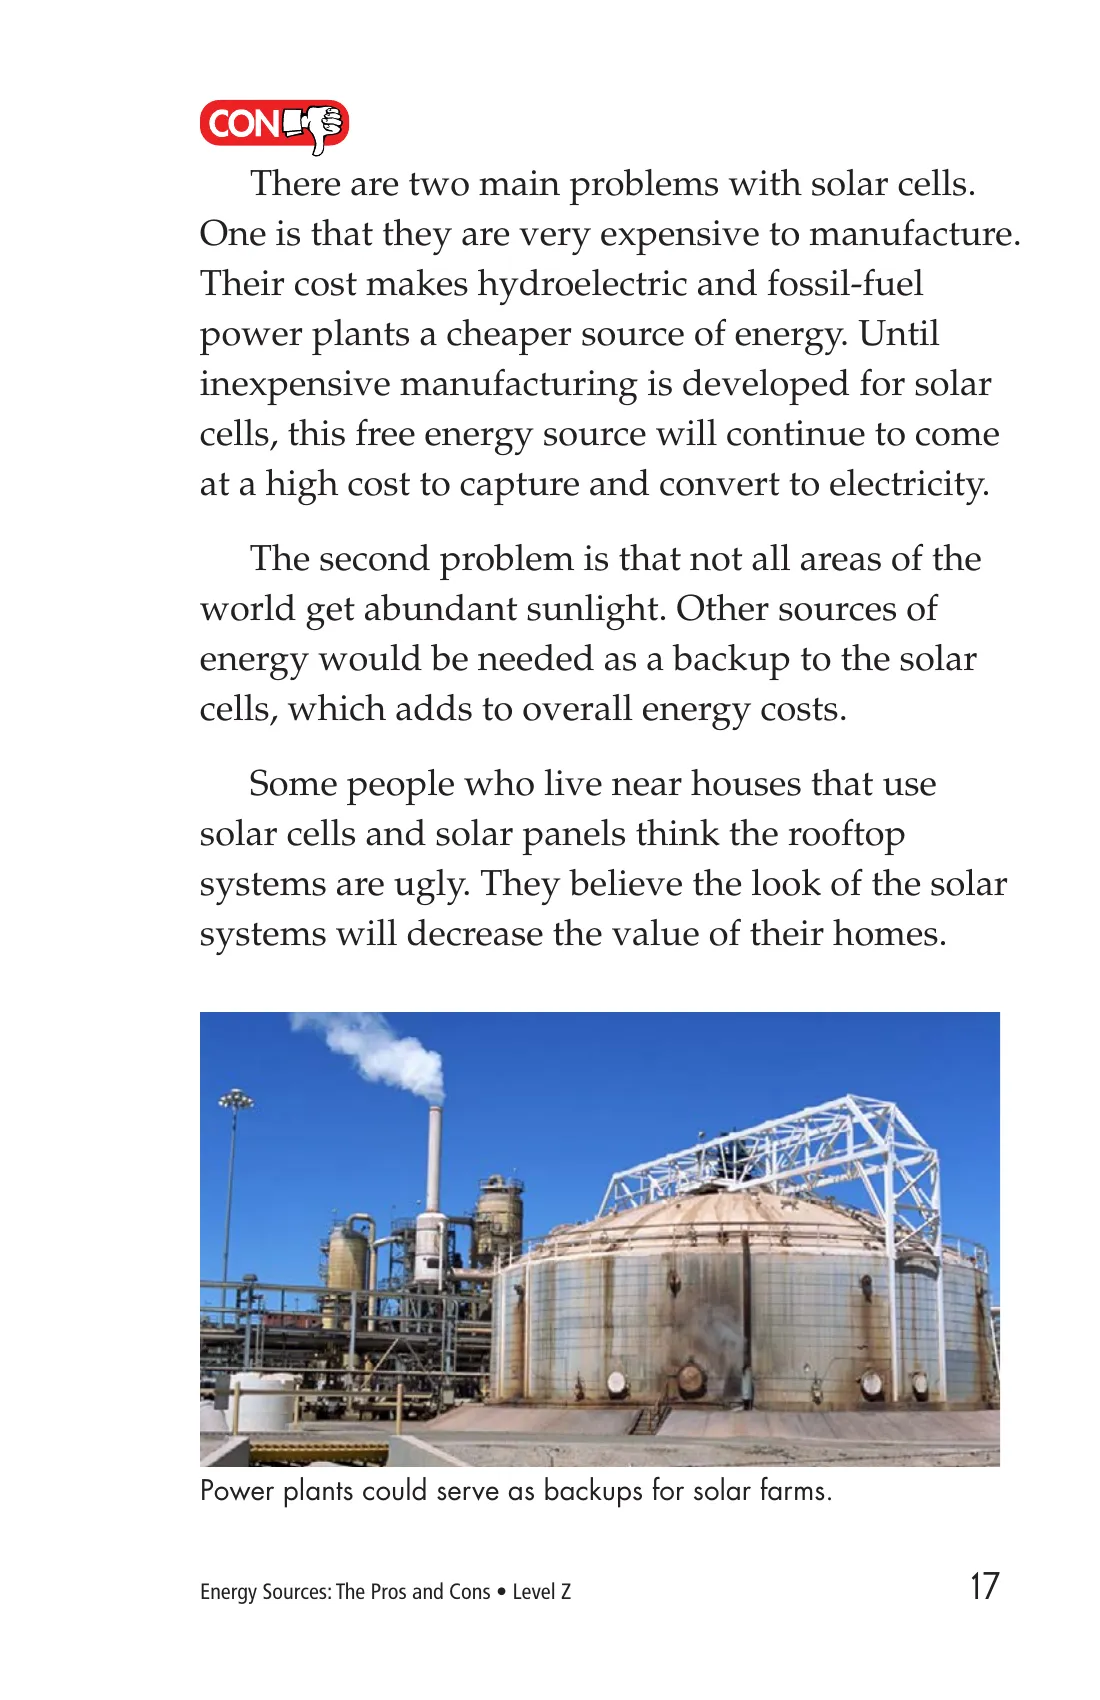 CON
There are two main problems with solar cells.
One is that they are very expensive to manufacture.
Their cost makes hydroelectric and fossil-fuel
power plants a cheaper source of energy. Until
inexpensive manufacturing is developed for solar
cells, this free energy source will continue to come
at a high cost to capture and convert to electricity.
The second problem is that not all areas of the
world get abundant sunlight. Other sources of
energy would be needed as a backup to the solar
cells, which adds to overall energy costs.
Some people who live near houses that use
solar cells and solar panels think the rooftop
systems are ugly. They believe the look of the solar
systems will decrease the value of their homes.
Power plants could serve as backups for solar farms.
Energy Sources: The Pros and Cons • Level Z
17